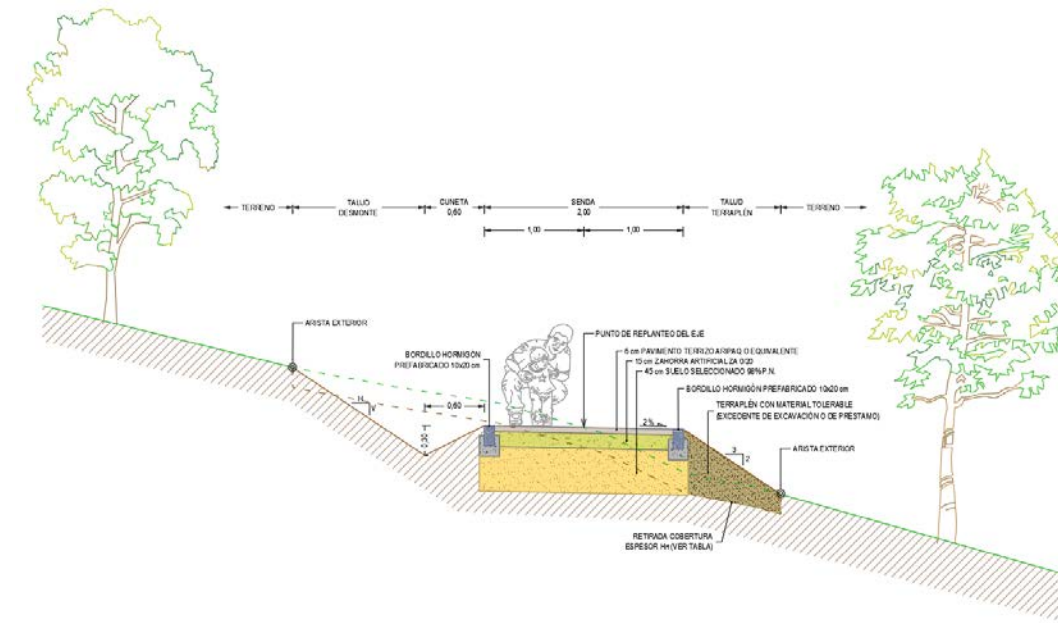 TERRENO
TALUD
DESMONTE
CUNETA
0,60
SENDA
2,00
TALUD
TERRAPLÉN
TERRENO
1,00
1,00
ARISTA EXTERIOR
PUNTO DE REPLANTEO DEL EJE
BORDILLO HORMIGÓN
PREFABRICADO 10x20 cm
6 cm PAVIMENTO TERRIZO ARIPAQ O EQUIVALENTE
15 cm ZAHORRA ARTIFICIAL ZA 0/20
45 cm SUELO SELECCIONADO 98% P.N.
BORDILLO HORMIGÓN PREFABRICADO 10x20 cm
H
V
0,60
TERRAPLÉN CON MATERIAL TOLERABLE
(EXCEDENTE DE EXCAVACIÓN O DE PRESTAMO)
2%
0,30
3
2
ARISTA EXTERIOR
RETIRADA COBERTURA
ESPESOR (VER TABLA)